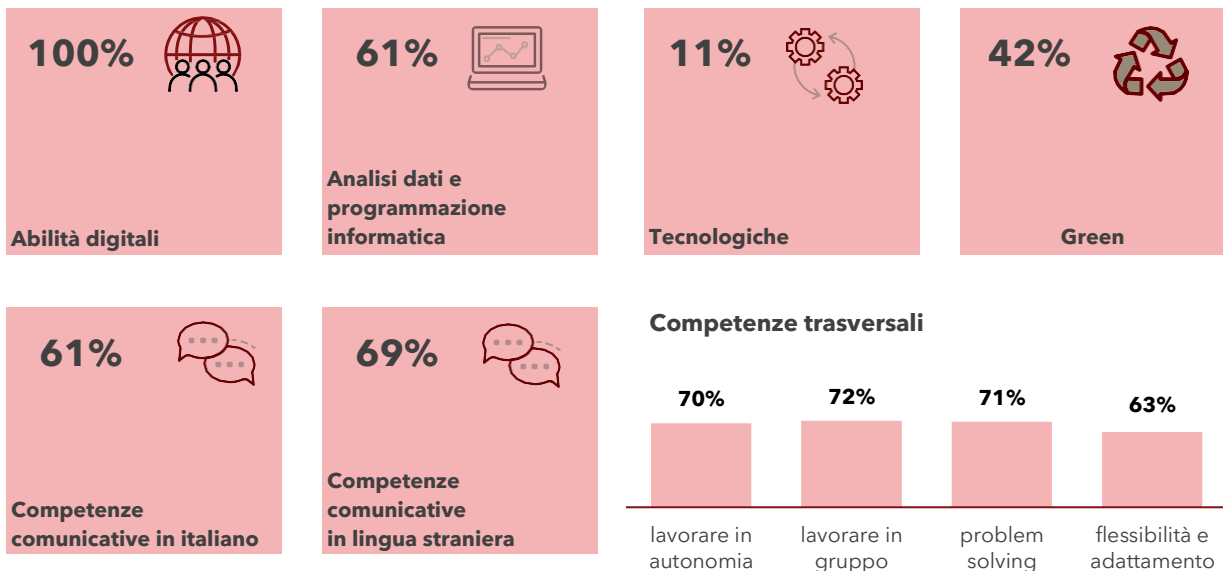 100%
Abilità digitali
61%
Analisi dati e
programmazione
informatica
11%
Tecnologiche
42%
Green
61%
Competenze
comunicative in italiano
69%
Competenze
comunicative
in lingua straniera
Competenze trasversali
70%
72%
71%
63%
lavorare in
autonomia
lavorare in
gruppo
problem
solving
flessibilità e
adattamento